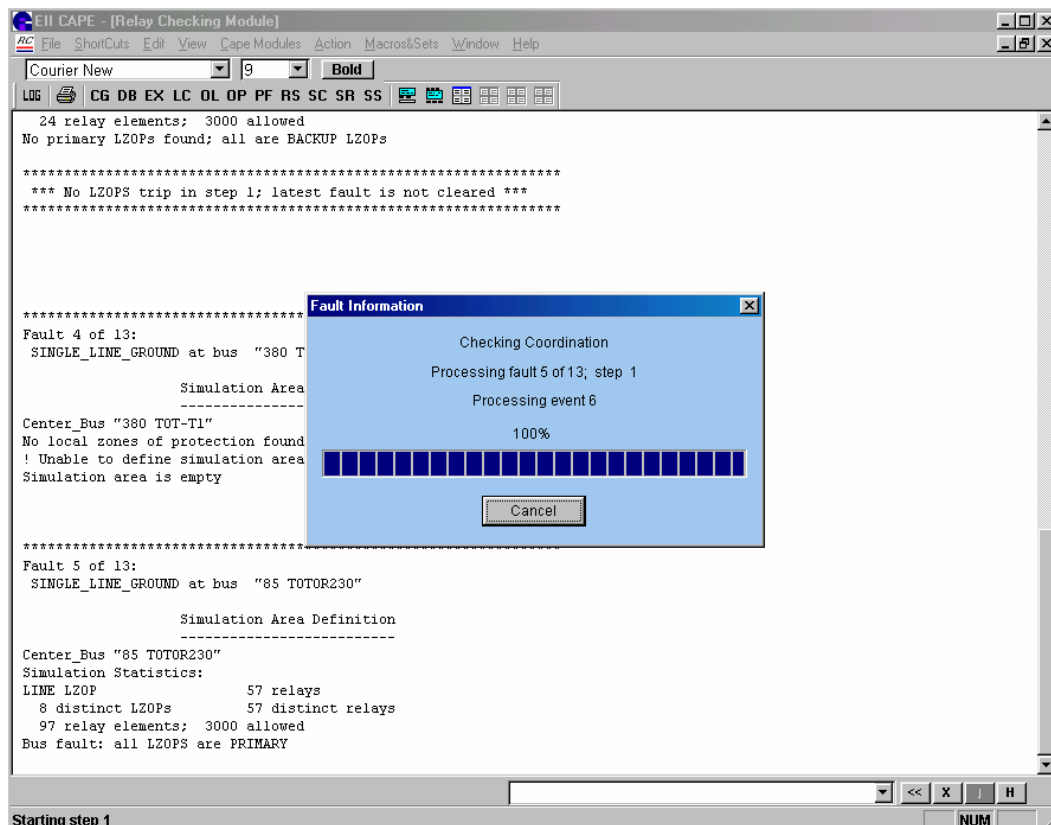 EII CAPE - [Relay Checking Module]
RC File ShortCuts Edit View Cape Modules Action Macros&Sets Window Help
Courier New 9 Bold
LOG CG DB EX LC OL OP PF RS SC SR SS
24 relay elements; 3000 allowed
No primary LZOPs found; all are BACKUP LZOPs
*****************************************************************
*** No LZOPS trip in step 1; latest fault is not cleared ***
*****************************************************************
**********************************
Fault 4 of 13:
SINGLE_LINE_GROUND at bus "380 T
Simulation Area
---------------
Center_Bus "380 TOT-T1"
No local zones of protection found
! Unable to define simulation area
Simulation area is empty
Fault Information
Checking Coordination
Processing fault 5 of 13; step 1
Processing event 6
100%
Cancel
*****************************************************************
Fault 5 of 13:
SINGLE_LINE_GROUND at bus "85 TOTOR230"
Simulation Area Definition
--------------------------
Center_Bus "85 TOTOR230"
Simulation Statistics:
LINE LZOP 57 relays
8 distinct LZOPs 57 distinct relays
97 relay elements; 3000 allowed
Bus fault: all LZOPS are PRIMARY
<< X H
Starting step 1 NUM